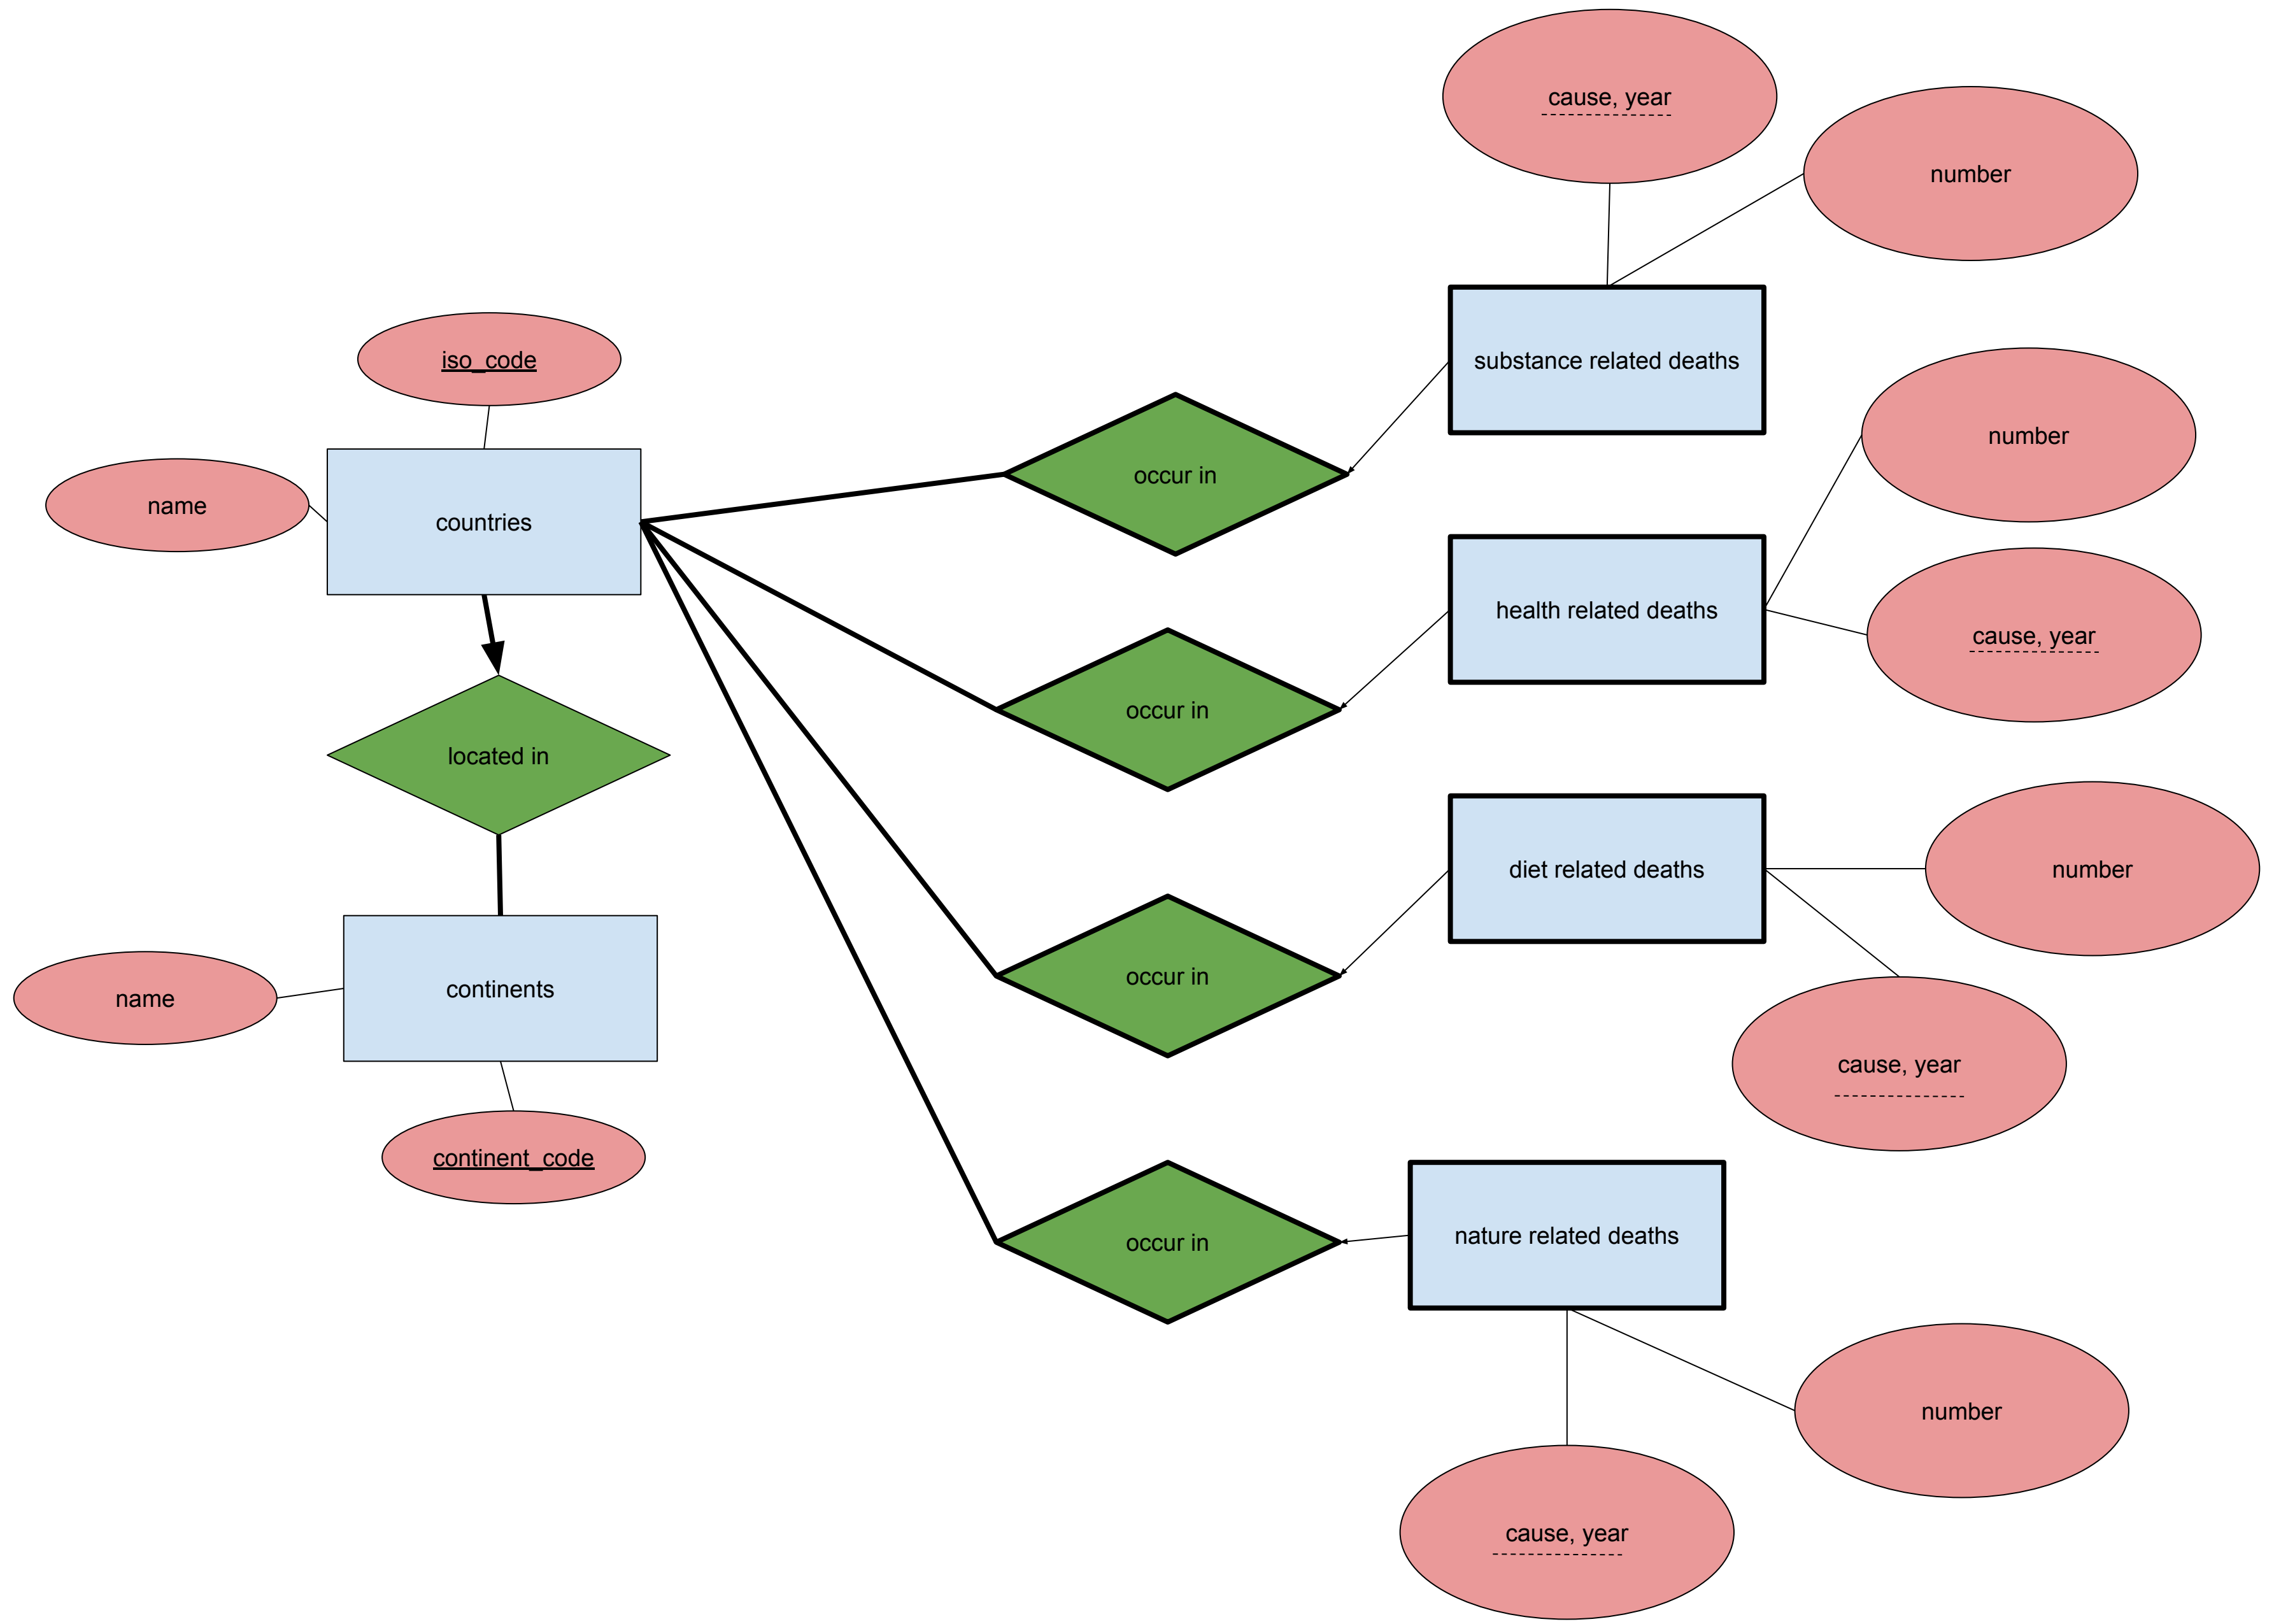 cause, year
number
iso_code
substance related deaths
number
occur in
name
countries
health related deaths
cause, year
occur in
located in
diet related deaths
number
occur in
continents
name
cause, year
continent_code
nature related deaths
occur in
number
cause, year